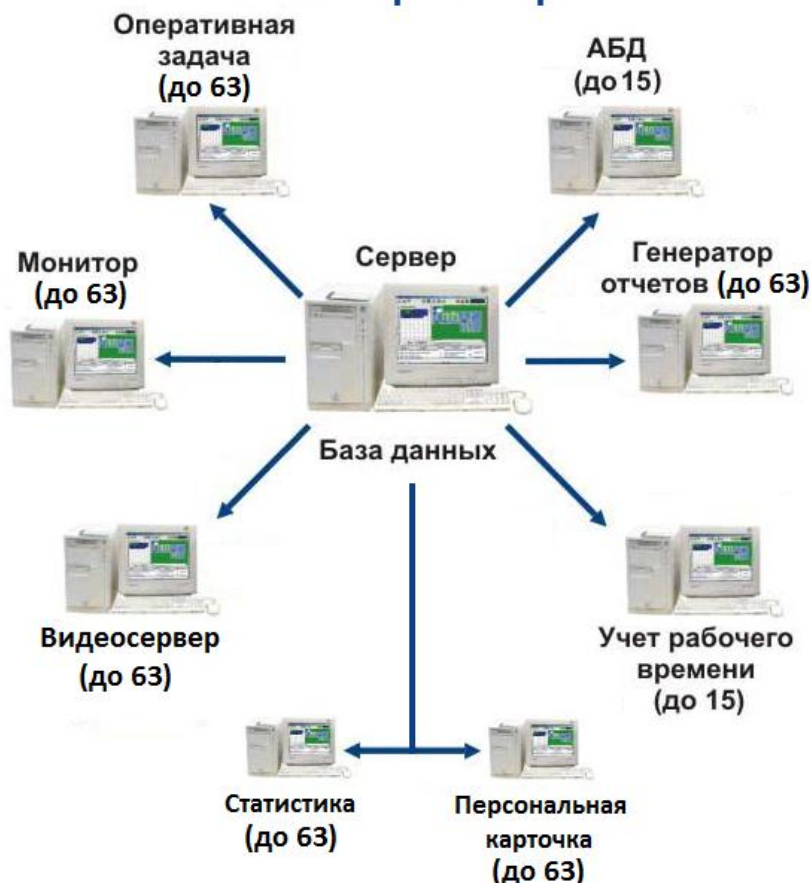 Оперативная
задача
(до 63)
АБД
(до 15)
Монитор
(до 63)
Сервер
Генератор
отчетов (до 63)
База данных
Видеосервер
(до 63)
Учет рабочего
времени
(до 15)
Статистика
(до 63)
Персональная
карточка
(до 63)